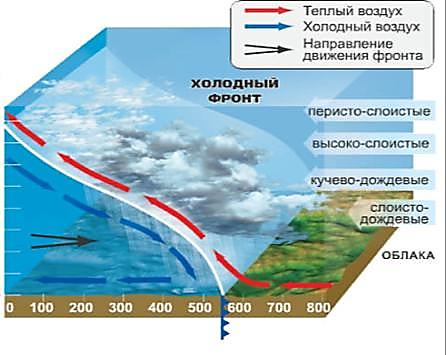 Теплый воздух
Холодный воздух
Направление
движения фронта
ХОЛОДНЫЙ
ФРОНТ
перисто-слоистые
высоко-слоистые
кучево-дождевые
слоисто-
дождевые
ОБЛАКА
0 100 200 300 400 500 600 700 800